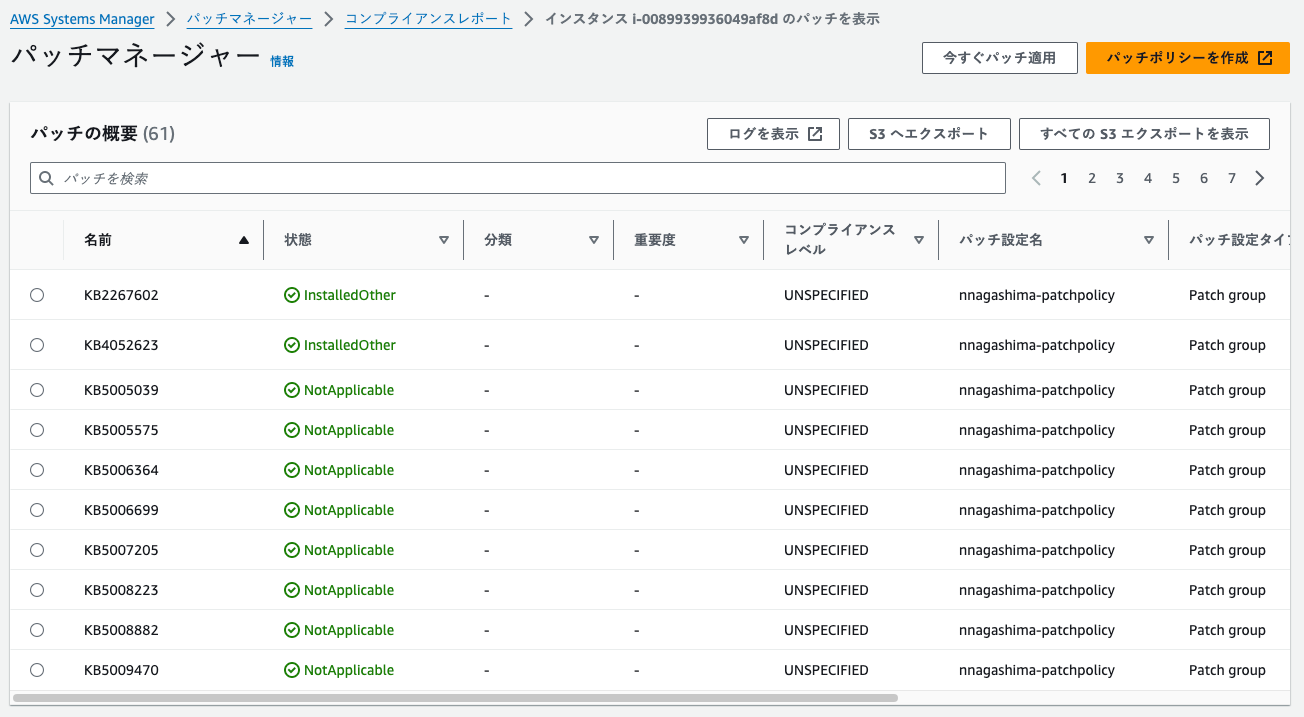 AWS Systems Manager > パッチマネージャー > コンプライアンスレポート > インスタンス i-0089939936049af8d のパッチを表示
パッチマネージャー 情報
今すぐパッチ適用
パッチポリシーを作成
パッチの概要 (61)
ログを表示
S3 へエクスポート
すべての S3 エクスポートを表示
パッチを検索
1 2 3 4 5 6 7
名前 状態 分類 重要度 コンプライアンスレベル パッチ設定名 パッチ設定タイプ
KB2267602 InstalledOther - - UNSPECIFIED nnagashima-patchpolicy Patch group
KB4052623 InstalledOther - - UNSPECIFIED nnagashima-patchpolicy Patch group
KB5005039 NotApplicable - - UNSPECIFIED nnagashima-patchpolicy Patch group
KB5005575 NotApplicable - - UNSPECIFIED nnagashima-patchpolicy Patch group
KB5006364 NotApplicable - - UNSPECIFIED nnagashima-patchpolicy Patch group
KB5006699 NotApplicable - - UNSPECIFIED nnagashima-patchpolicy Patch group
KB5007205 NotApplicable - - UNSPECIFIED nnagashima-patchpolicy Patch group
KB5008223 NotApplicable - - UNSPECIFIED nnagashima-patchpolicy Patch group
KB5008882 NotApplicable - - UNSPECIFIED nnagashima-patchpolicy Patch group
KB5009470 NotApplicable - - UNSPECIFIED nnagashima-patchpolicy Patch group